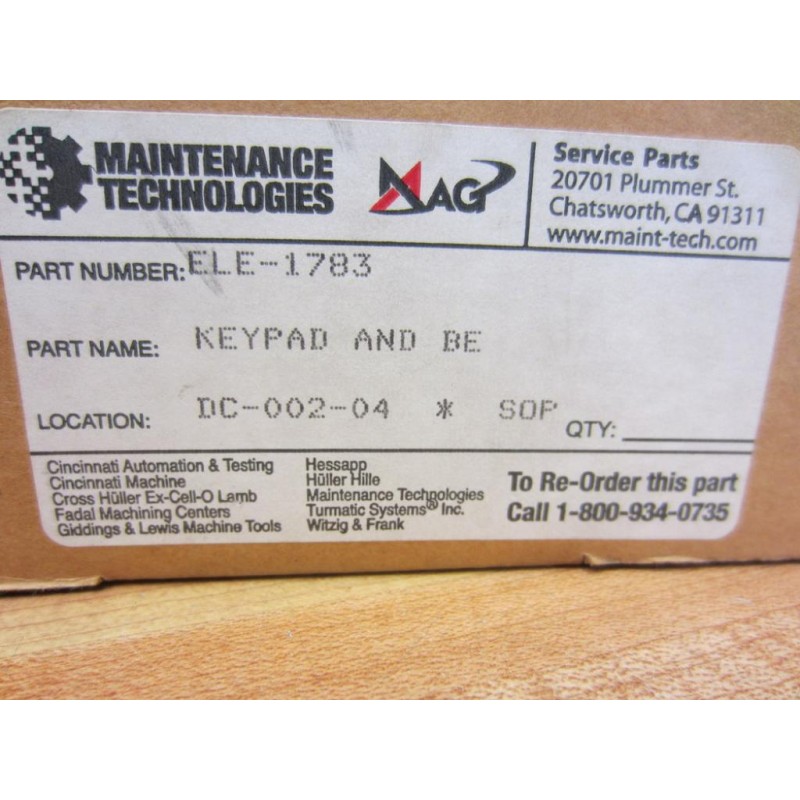 MAINTENANCE
TECHNOLOGIES
MAG
Service Parts
20701 Plummer St.
Chatsworth, CA 91311
www.maint-tech.com
PART NUMBER: ELE-1783
PART NAME: KEYPAD AND BE
LOCATION: DC-002-04 * SOP QTY:
Cincinnati Automation & Testing
Cincinnati Machine
Cross Hüller Ex-Cell-O Lamb
Fadal Machining Centers
Giddings & Lewis Machine Tools
Hessapp
Hüller Hille
Maintenance Technologies
Turmatic Systems® Inc.
Witzig & Frank
To Re-Order this part
Call 1-800-934-0735